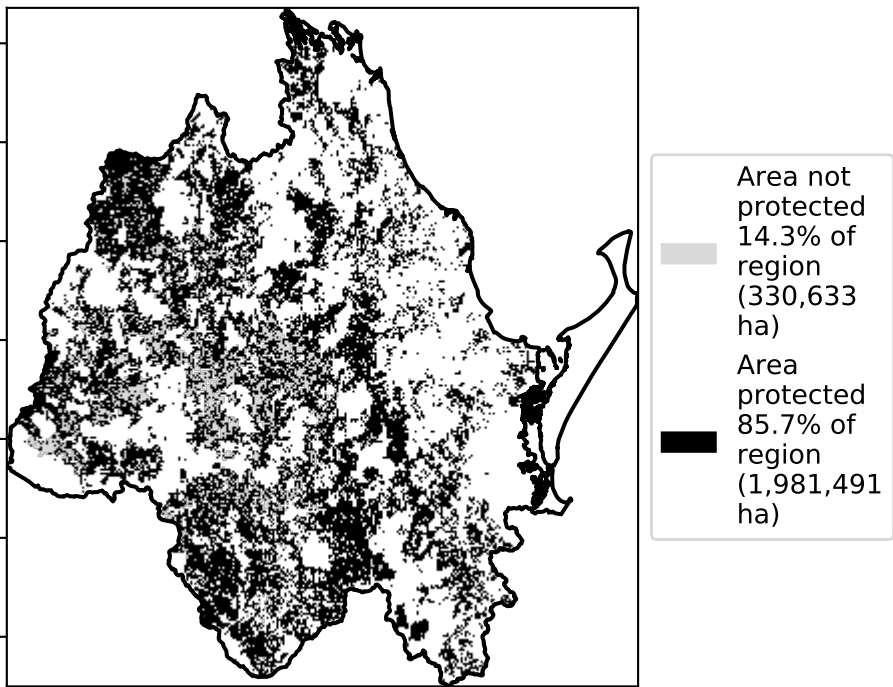 Area not
protected
14.3% of
region
(330,633
ha)
Area
protected
85.7% of
region
(1,981,491
ha)